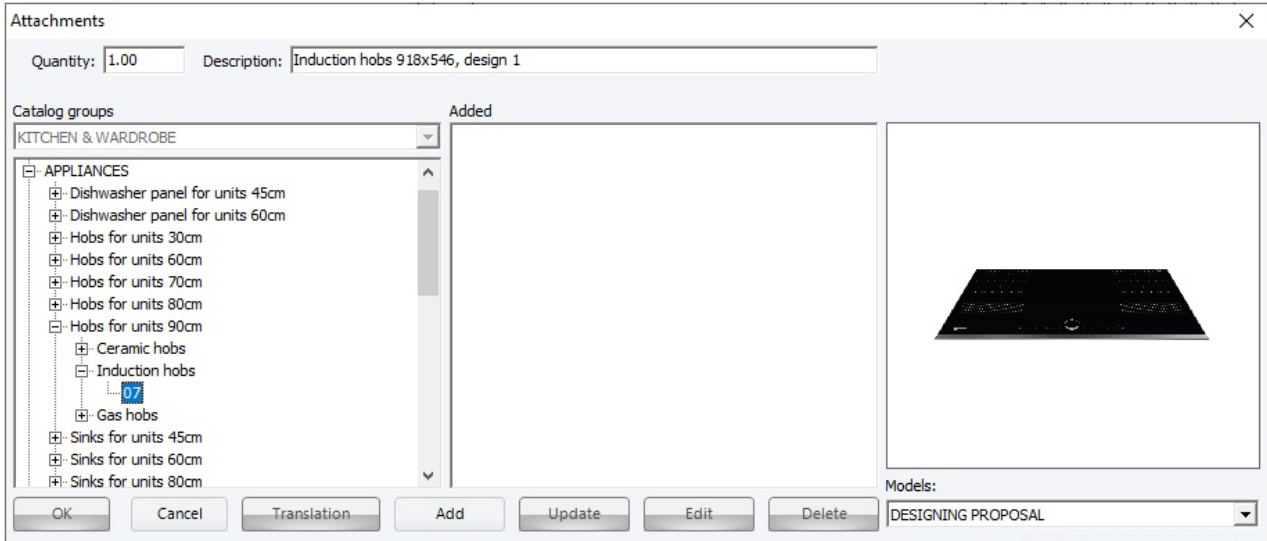 Attachments
Quantity: 1.00 Description: Induction hobs 918x546, design 1
Catalog groups
Added
KITCHEN & WARDROBE
APPLIANCES
Dishwasher panel for units 45cm
Dishwasher panel for units 60cm
Hobs for units 30cm
Hobs for units 60cm
Hobs for units 70cm
Hobs for units 80cm
Hobs for units 90cm
Ceramic hobs
Induction hobs
07
Gas hobs
Sinks for units 45cm
Sinks for units 60cm
Sinks for units 80cm
Models:
OK Cancel Translation Add Update Edit Delete DESIGNING PROPOSAL